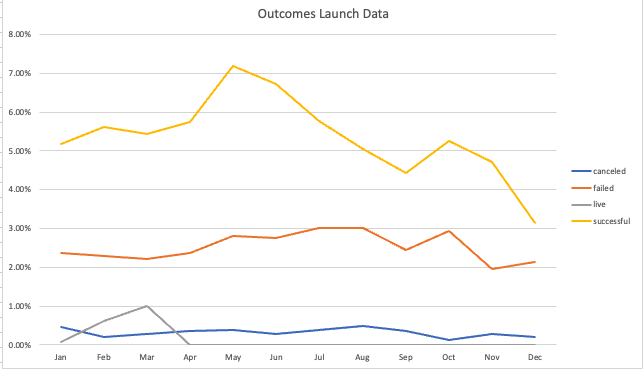 Outcomes Launch Data
8.00%
7.00%
6.00%
5.00%
4.00%
3.00%
2.00%
1.00%
0.00%
Jan Feb Mar Apr May Jun Jul Aug Sep Oct Nov Dec
canceled
failed
live
successful